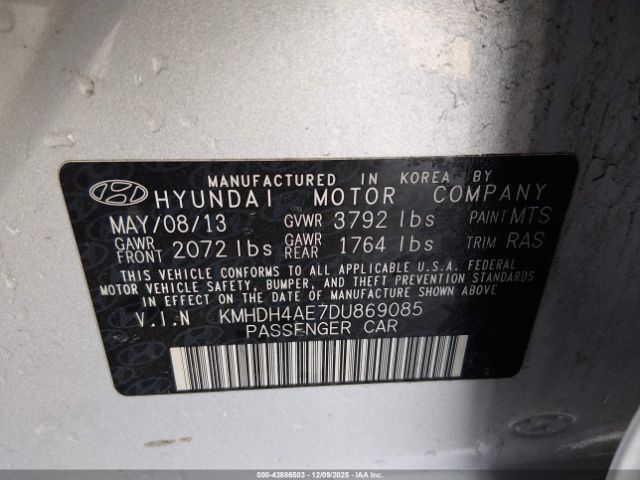 MANUFACTURED IN KOREA BY
HYUNDAI MOTOR COMPANY
MAY/08/13 GVWR 3792 lbs PAINT MTS
GAWR FRONT 2072 lbs GAWR REAR 1764 lbs TRIM RAS
THIS VEHICLE CONFORMS TO ALL APPLICABLE U.S.A. FEDERAL
MOTOR VEHICLE SAFETY, BUMPER, AND THEFT PREVENTION STANDARDS
IN EFFECT ON THE DATE OF MANUFACTURE SHOWN ABOVE.
V.I.N KMHDH4AE7DU869085
PASSENGER CAR
000-43886503 - 12/09/2025 - IAAI.COM